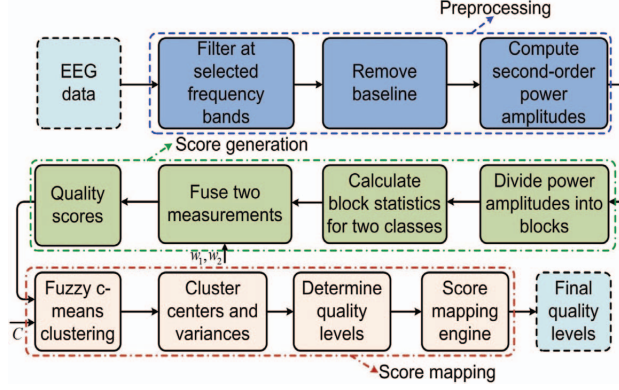 Preprocessing
EEG
data
Filter at
selected
frequency
bands
Remove
baseline
Compute
second-order
power
amplitudes
Score generation
Quality
scores
Fuse two
measurements
Calculate
block statistics
for two classes
Divide power
amplitudes into
blocks
w₁,w₂
C
Fuzzy c-
means
clustering
Cluster
centers and
variances
Determine
quality
levels
Score
mapping
engine
Final
quality
levels
Score mapping